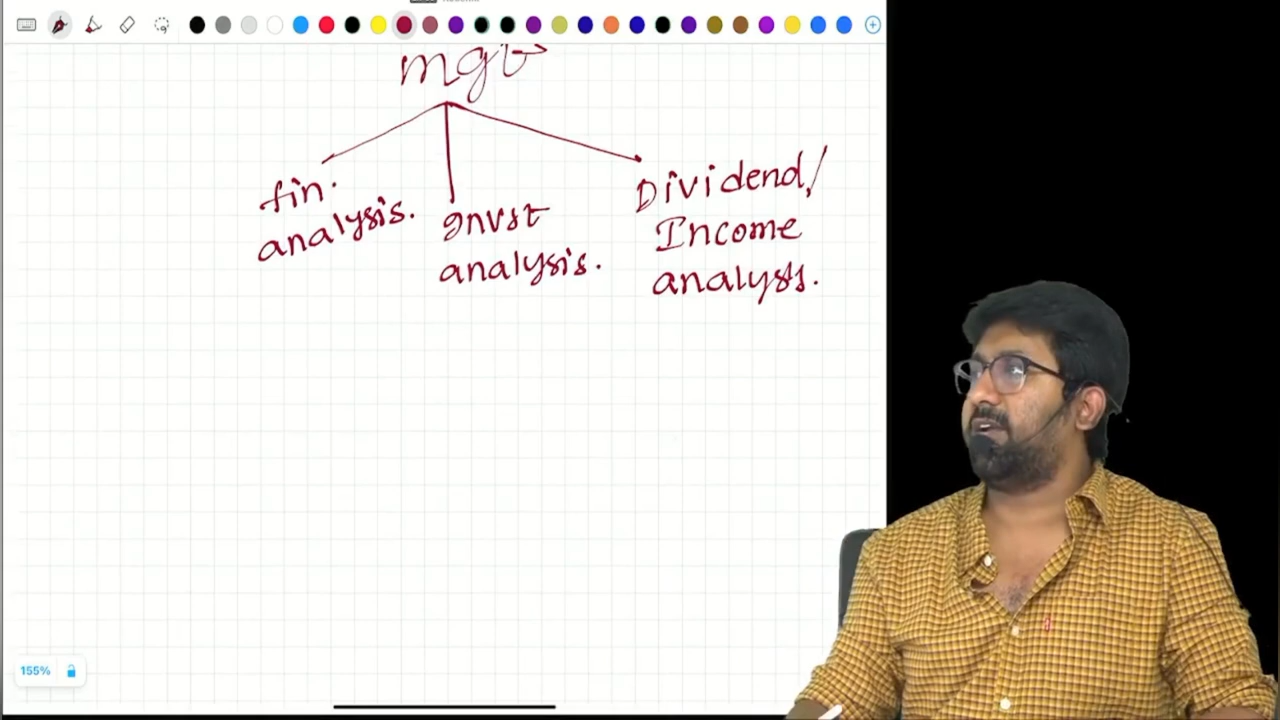 mgt
fin.
analysis.
Invst
analysis.
Dividend/
Income
analysis.
155%